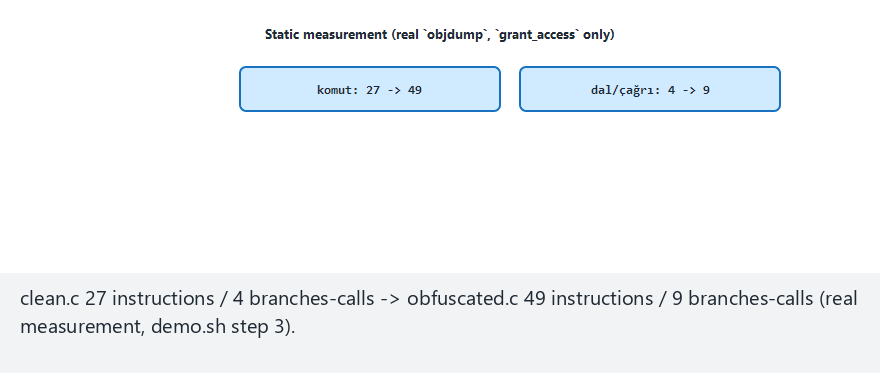 Static measurement (real `objdump`, `grant_access` only)
komut: 27 -> 49
dal/çağrı: 4 -> 9
clean.c 27 instructions / 4 branches-calls -> obfuscated.c 49 instructions / 9 branches-calls (real
measurement, demo.sh step 3).